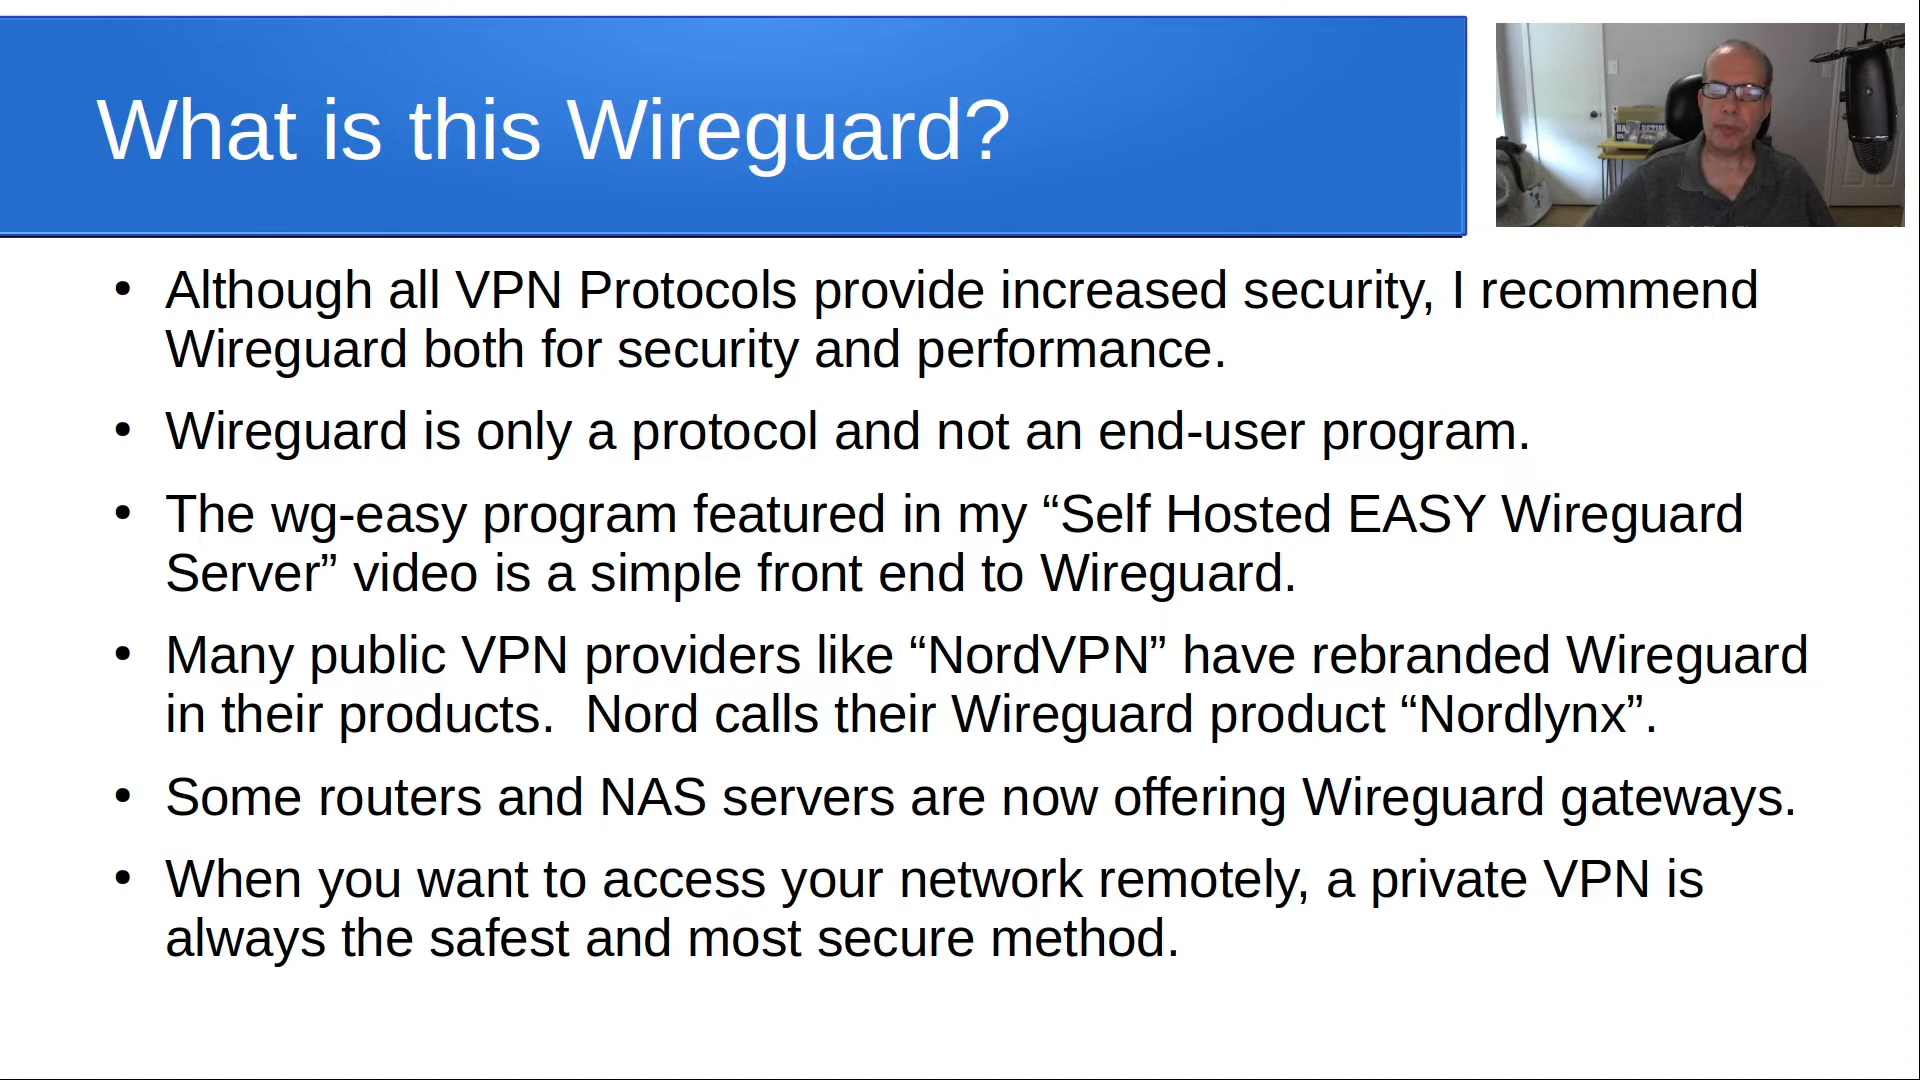 What is this Wireguard?
• Although all VPN Protocols provide increased security, I recommend
Wireguard both for security and performance.
• Wireguard is only a protocol and not an end-user program.
• The wg-easy program featured in my “Self Hosted EASY Wireguard
Server” video is a simple front end to Wireguard.
• Many public VPN providers like “NordVPN” have rebranded Wireguard
in their products.  Nord calls their Wireguard product “Nordlynx”.
• Some routers and NAS servers are now offering Wireguard gateways.
• When you want to access your network remotely, a private VPN is
always the safest and most secure method.